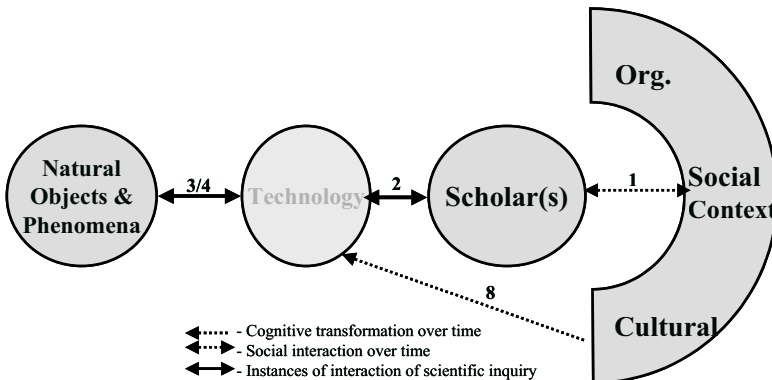 Org.
Natural
Objects &
Phenomena
3/4
Technology
2
Scholar(s)
1
Social
Context
8
Cultural
- Cognitive transformation over time
- Social interaction over time
- Instances of interaction of scientific inquiry